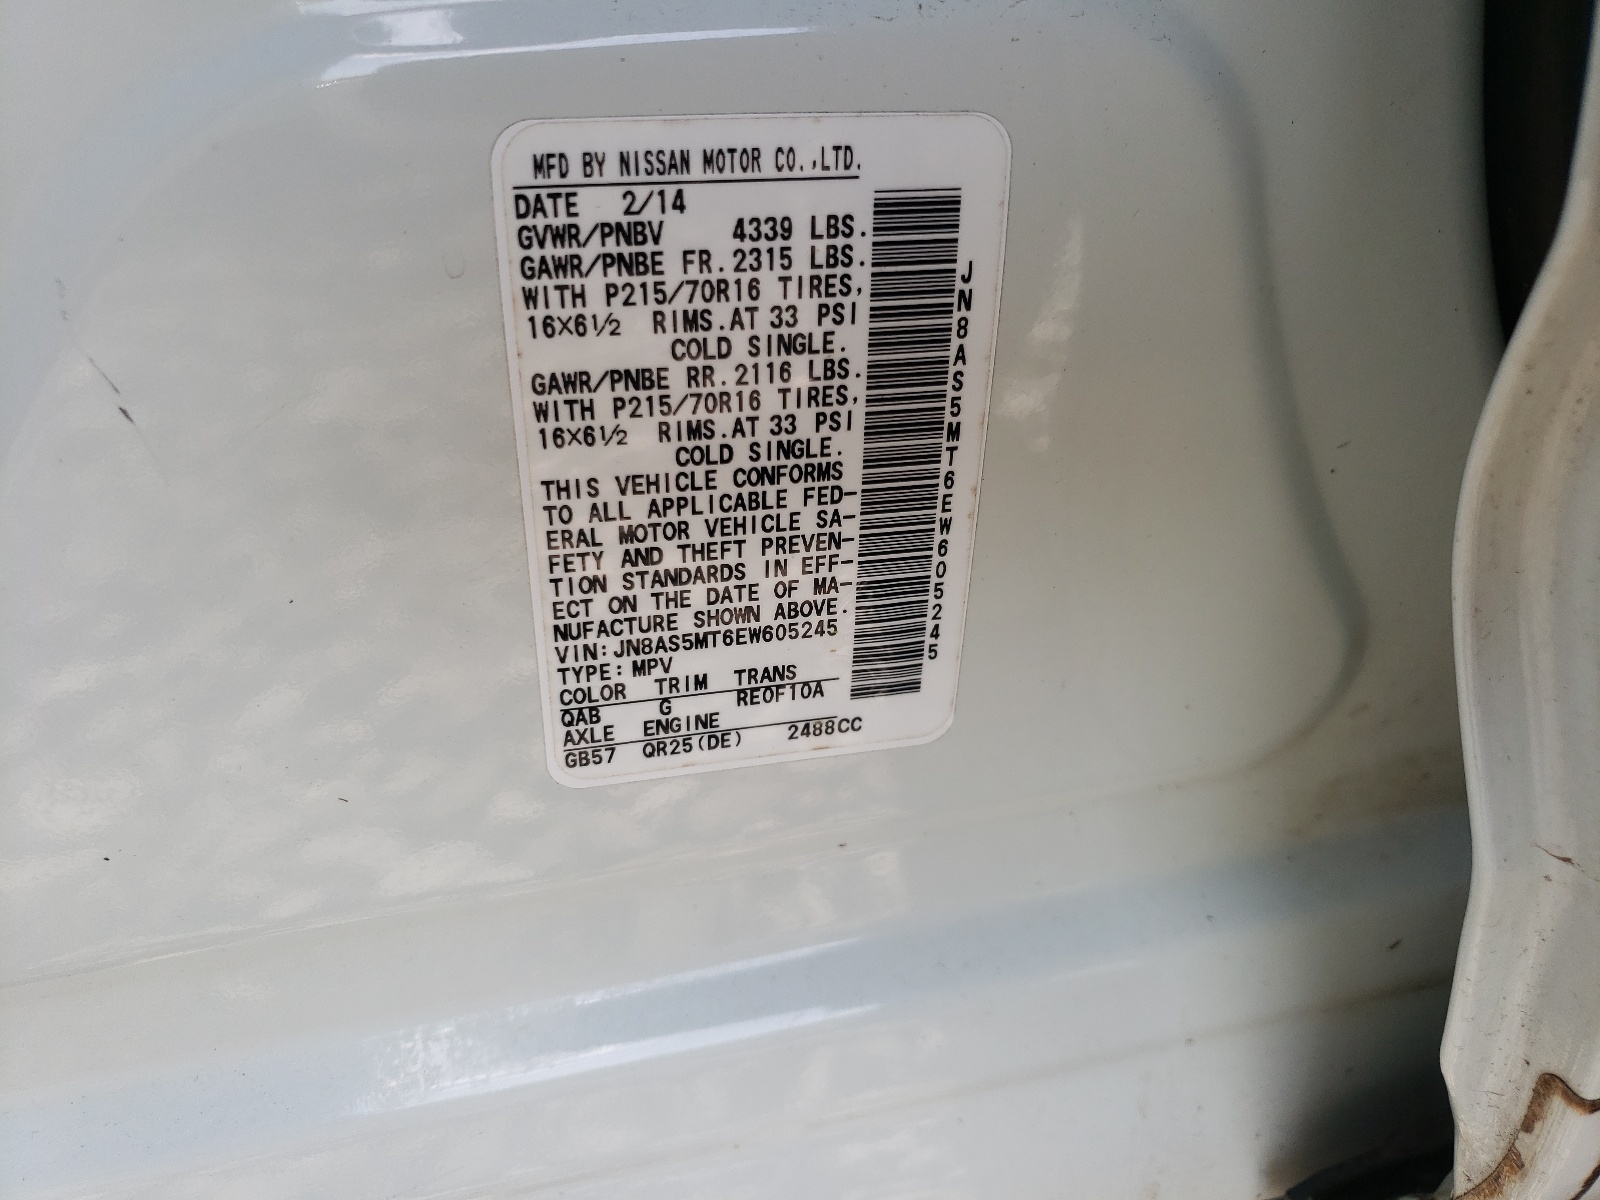 MFD BY NISSAN MOTOR CO.,LTD.
DATE 2/14
GVWR/PNBV 4339 LBS.
GAWR/PNBE FR.2315 LBS.
WITH P215/70R16 TIRES,
16×6½ RIMS.AT 33 PSI
COLD SINGLE.
GAWR/PNBE RR.2116 LBS.
WITH P215/70R16 TIRES,
16×6½ RIMS.AT 33 PSI
COLD SINGLE.
THIS VEHICLE CONFORMS
TO ALL APPLICABLE FED-
ERAL MOTOR VEHICLE SA-
FETY AND THEFT PREVEN-
TION STANDARDS IN EFF-
ECT ON THE DATE OF MA-
NUFACTURE SHOWN ABOVE.
VIN:JN8AS5MT6EW605245
TYPE:MPV
COLOR TRIM TRANS
QAB G RE0F10A
AXLE ENGINE
GB57 QR25(DE) 2488CC
JN8AS5MT6EW605245